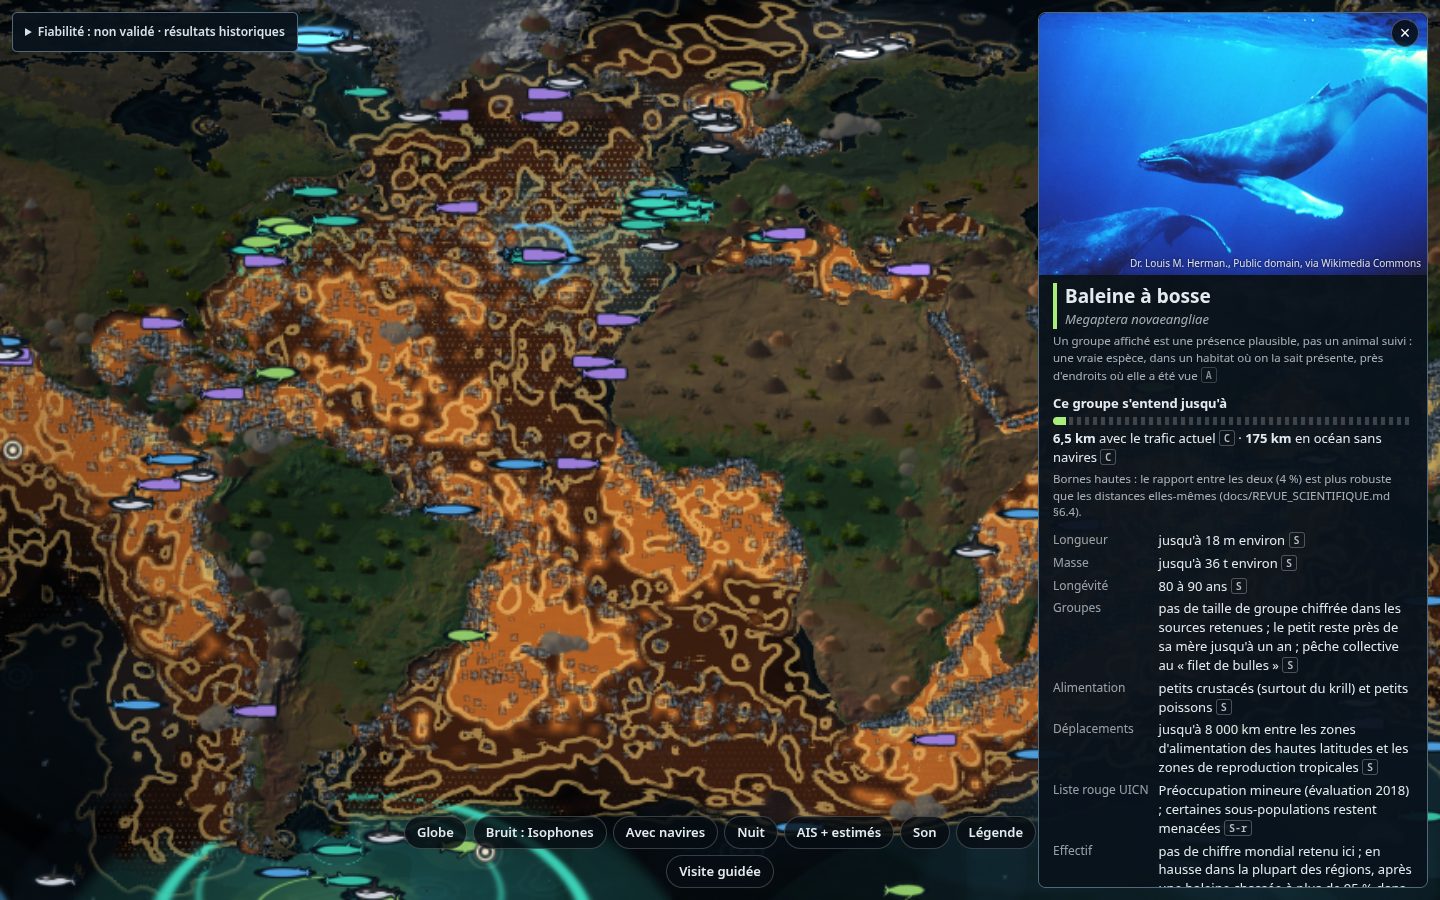 ▶ Fiabilité : non validé · résultats historiques
✕
Dr. Louis M. Herman., Public domain, via Wikimedia Commons
Baleine à bosse
Megaptera novaeangliae
Un groupe affiché est une présence plausible, pas un animal suivi :
une vraie espèce, dans un habitat où on la sait présente, près
d'endroits où elle a été vue A
Ce groupe s'entend jusqu'à
6,5 km avec le trafic actuel C · 175 km en océan sans
navires C
Bornes hautes : le rapport entre les deux (4 %) est plus robuste
que les distances elles-mêmes (docs/REVUE_SCIENTIFIQUE.md
§6.4).
Longueur jusqu'à 18 m environ S
Masse jusqu'à 36 t environ S
Longévité 80 à 90 ans S
Groupes pas de taille de groupe chiffrée dans les
sources retenues ; le petit reste près de
sa mère jusqu'à un an ; pêche collective
au « filet de bulles » S
Alimentation petits crustacés (surtout du krill) et petits
poissons S
Déplacements jusqu'à 8 000 km entre les zones
d'alimentation des hautes latitudes et les
zones de reproduction tropicales S
Liste rouge UICN Préoccupation mineure (évaluation 2018)
; certaines sous-populations restent
menacées S-r
Effectif pas de chiffre mondial retenu ici ; en
hausse dans la plupart des régions, après
Globe
Bruit : Isophones
Avec navires
Nuit
AIS + estimés
Son
Légende
Visite guidée